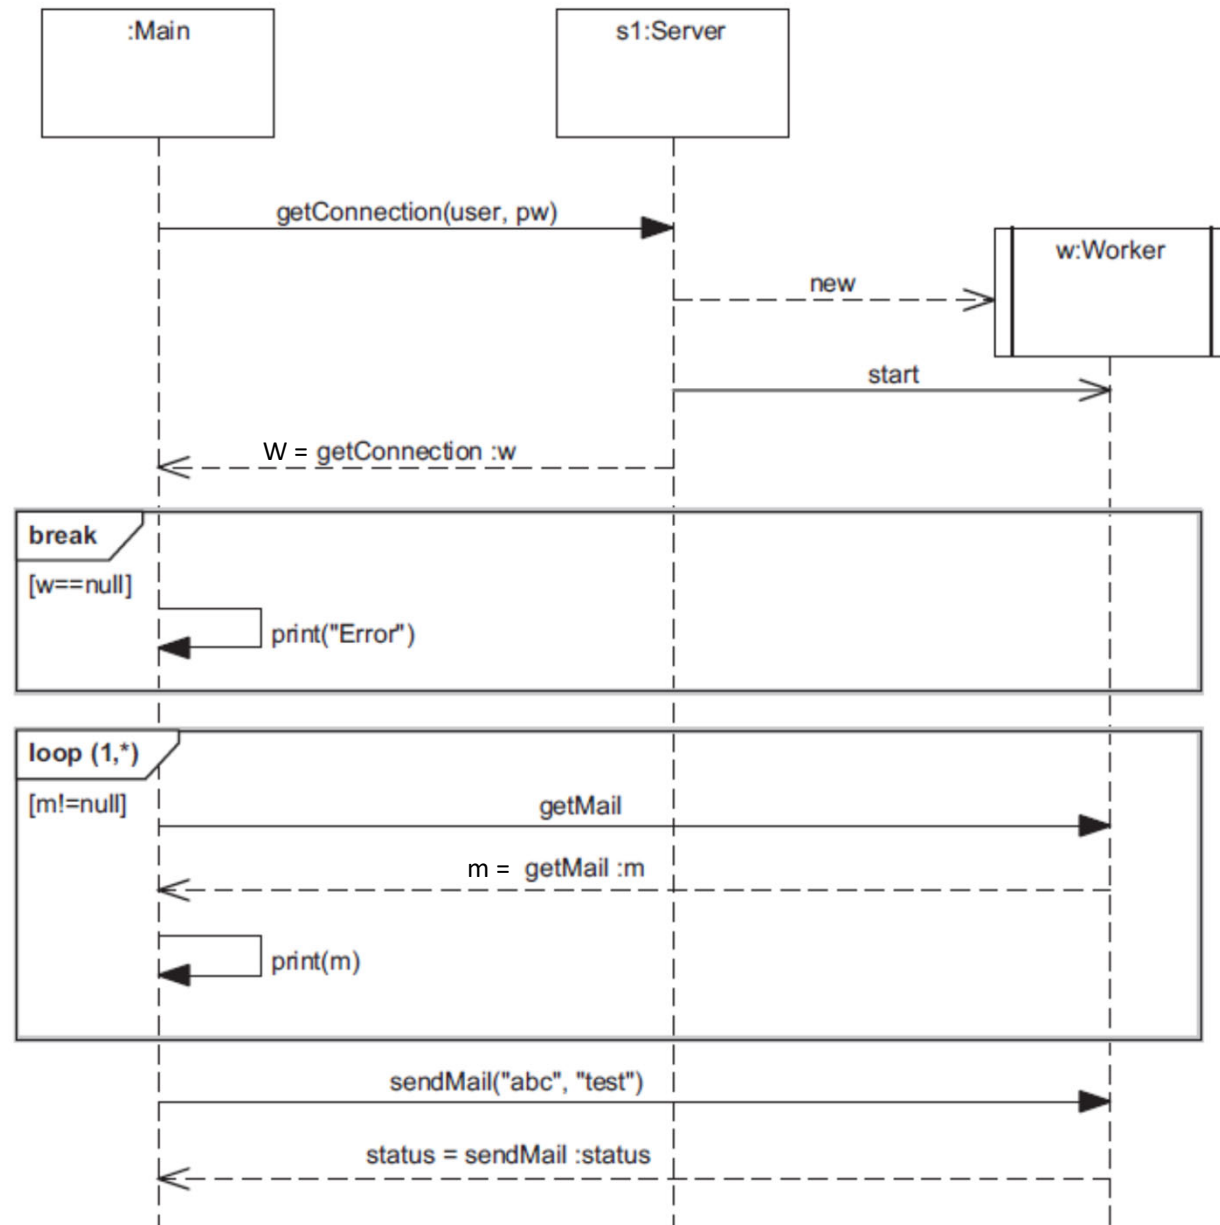 :Main
s1:Server
getConnection(user, pw)
w:Worker
new
start
W = getConnection :w
break
[w==null]
print("Error")
loop (1,*)
[m!=null]
getMail
m = getMail :m
print(m)
sendMail("abc", "test")
status = sendMail :status